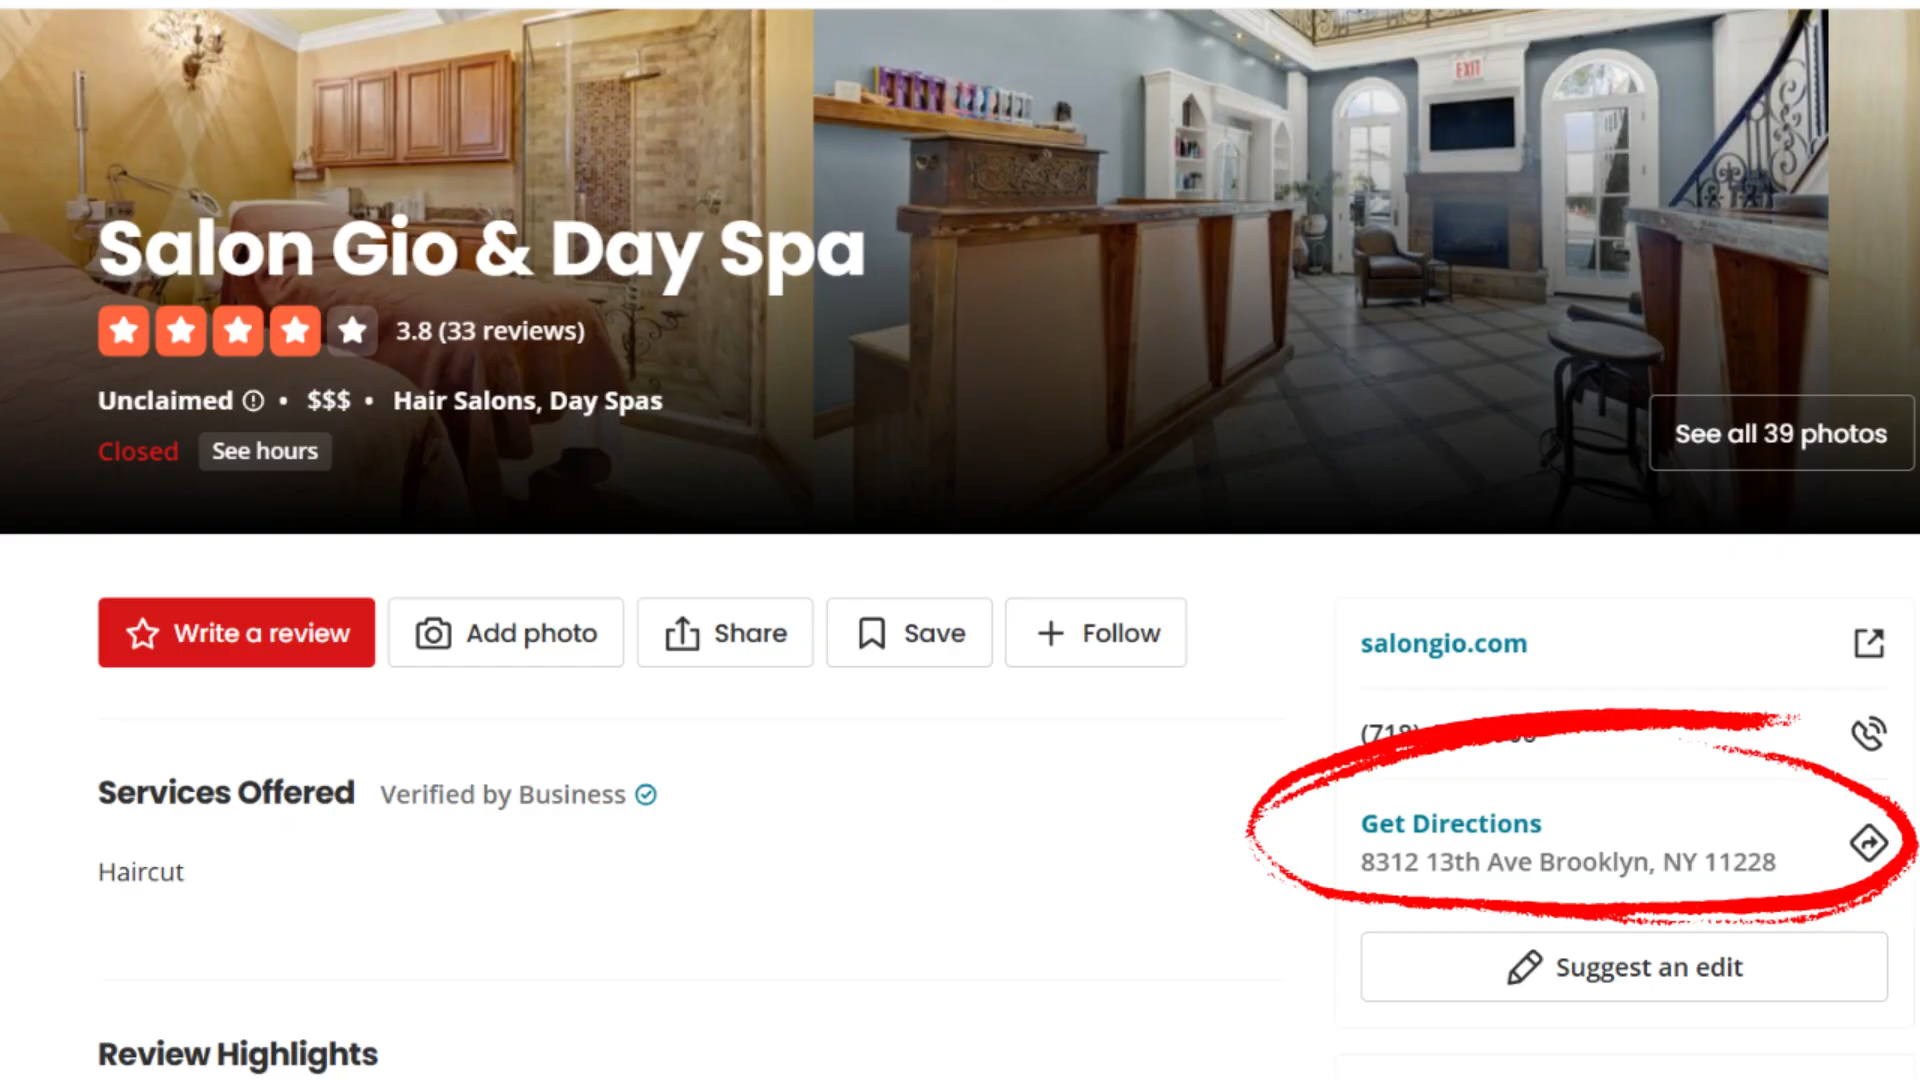 EXIT
Salon Gio & Day Spa
3.8 (33 reviews)
Unclaimed • $$$ • Hair Salons, Day Spas
Closed See hours
See all 39 photos
Write a review Add photo Share Save Follow
salongio.com
(718)
Services Offered Verified by Business
Get Directions
8312 13th Ave Brooklyn, NY 11228
Haircut
Suggest an edit
Review Highlights